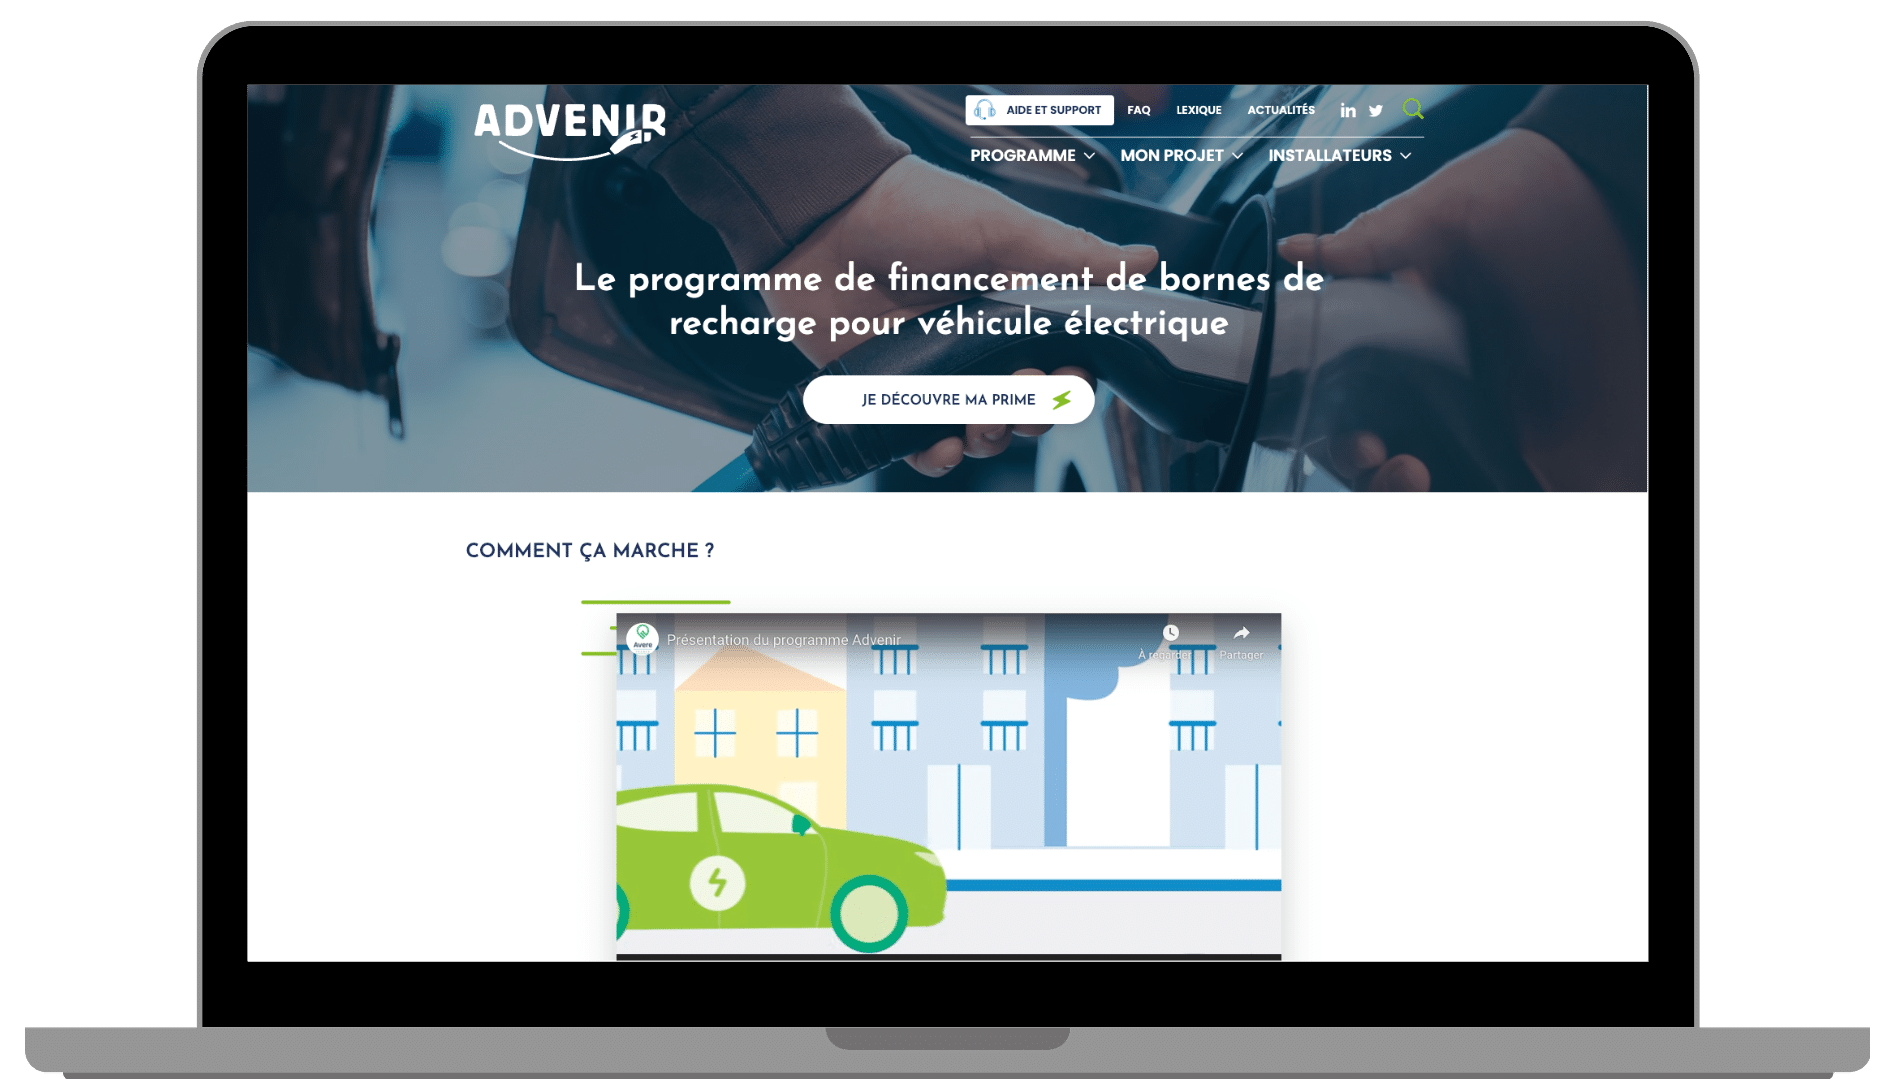 ADVENIR
AIDE ET SUPPORT FAQ LEXIQUE ACTUALITÉS in
PROGRAMME MON PROJET INSTALLATEURS
Le programme de financement de bornes de
recharge pour véhicule électrique
JE DÉCOUVRE MA PRIME
COMMENT ÇA MARCHE ?
Avere
Présentation du programme Advenir
À regarder Partager